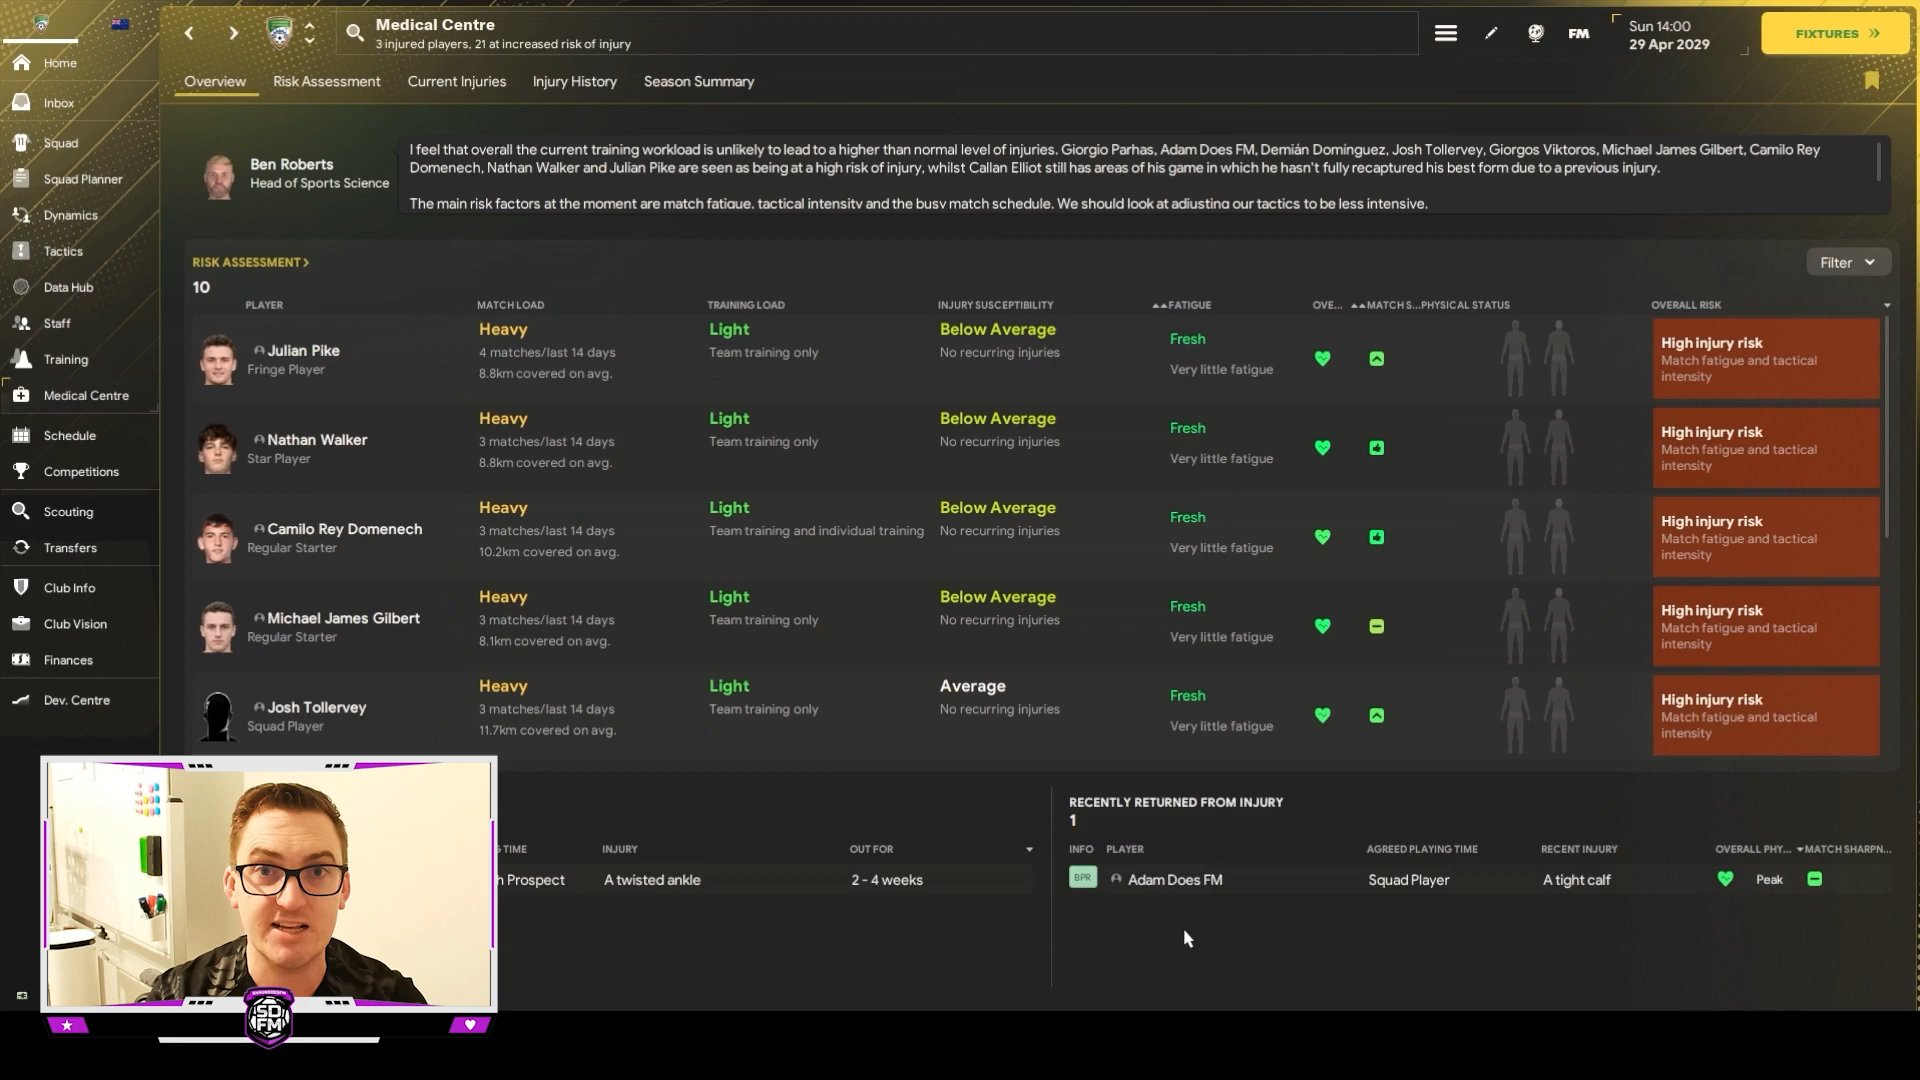 Medical Centre
3 injured players, 21 at increased risk of injury
FM
Sun 14:00
29 Apr 2029
FIXTURES
Overview
Risk Assessment
Current Injuries
Injury History
Season Summary
Home
Inbox
Squad
Squad Planner
Dynamics
Tactics
Data Hub
Staff
Training
Medical Centre
Schedule
Competitions
Scouting
Transfers
Club Info
Club Vision
Finances
Dev. Centre
Ben Roberts
Head of Sports Science
I feel that overall the current training workload is unlikely to lead to a higher than normal level of injuries. Giorgio Parhas, Adam Does FM, Demián Domínguez, Josh Tollervey, Giorgos Viktoros, Michael James Gilbert, Camilo Rey
Domenech, Nathan Walker and Julian Pike are seen as being at a high risk of injury, whilst Callan Elliot still has areas of his game in which he hasn't fully recaptured his best form due to a previous injury.
The main risk factors at the moment are match fatigue, tactical intensity and the busy match schedule. We should look at adjusting our tactics to be less intensive.
RISK ASSESSMENT >
10
Filter
PLAYER MATCH LOAD TRAINING LOAD INJURY SUSCEPTIBILITY FATIGUE OVE... MATCH S... PHYSICAL STATUS OVERALL RISK
Julian Pike
Fringe Player
Heavy
4 matches/last 14 days
8.8km covered on avg.
Light
Team training only
Below Average
No recurring injuries
Fresh
Very little fatigue
High injury risk
Match fatigue and tactical
intensity
Nathan Walker
Star Player
Heavy
3 matches/last 14 days
8.8km covered on avg.
Light
Team training only
Below Average
No recurring injuries
Fresh
Very little fatigue
High injury risk
Match fatigue and tactical
intensity
Camilo Rey Domenech
Regular Starter
Heavy
3 matches/last 14 days
10.2km covered on avg.
Light
Team training and individual training
Below Average
No recurring injuries
Fresh
Very little fatigue
High injury risk
Match fatigue and tactical
intensity
Michael James Gilbert
Regular Starter
Heavy
3 matches/last 14 days
8.1km covered on avg.
Light
Team training only
Below Average
No recurring injuries
Fresh
Very little fatigue
High injury risk
Match fatigue and tactical
intensity
Josh Tollervey
Squad Player
Heavy
3 matches/last 14 days
11.7km covered on avg.
Light
Team training only
Average
No recurring injuries
Fresh
Very little fatigue
High injury risk
Match fatigue and tactical
intensity
TIME INJURY OUT FOR
h Prospect A twisted ankle 2 - 4 weeks
RECENTLY RETURNED FROM INJURY
1
INFO PLAYER AGREED PLAYING TIME RECENT INJURY OVERALL PHY... MATCH SHARPN...
BPR Adam Does FM Squad Player A tight calf Peak
SD
FM